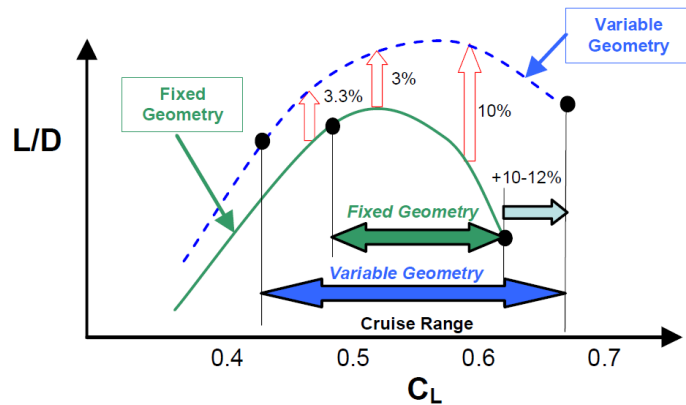 Variable
Geometry
Fixed
Geometry
L/D
3.3%
3%
10%
+10-12%
Fixed Geometry
Variable Geometry
Cruise Range
0.4
0.5
0.6
0.7
CL